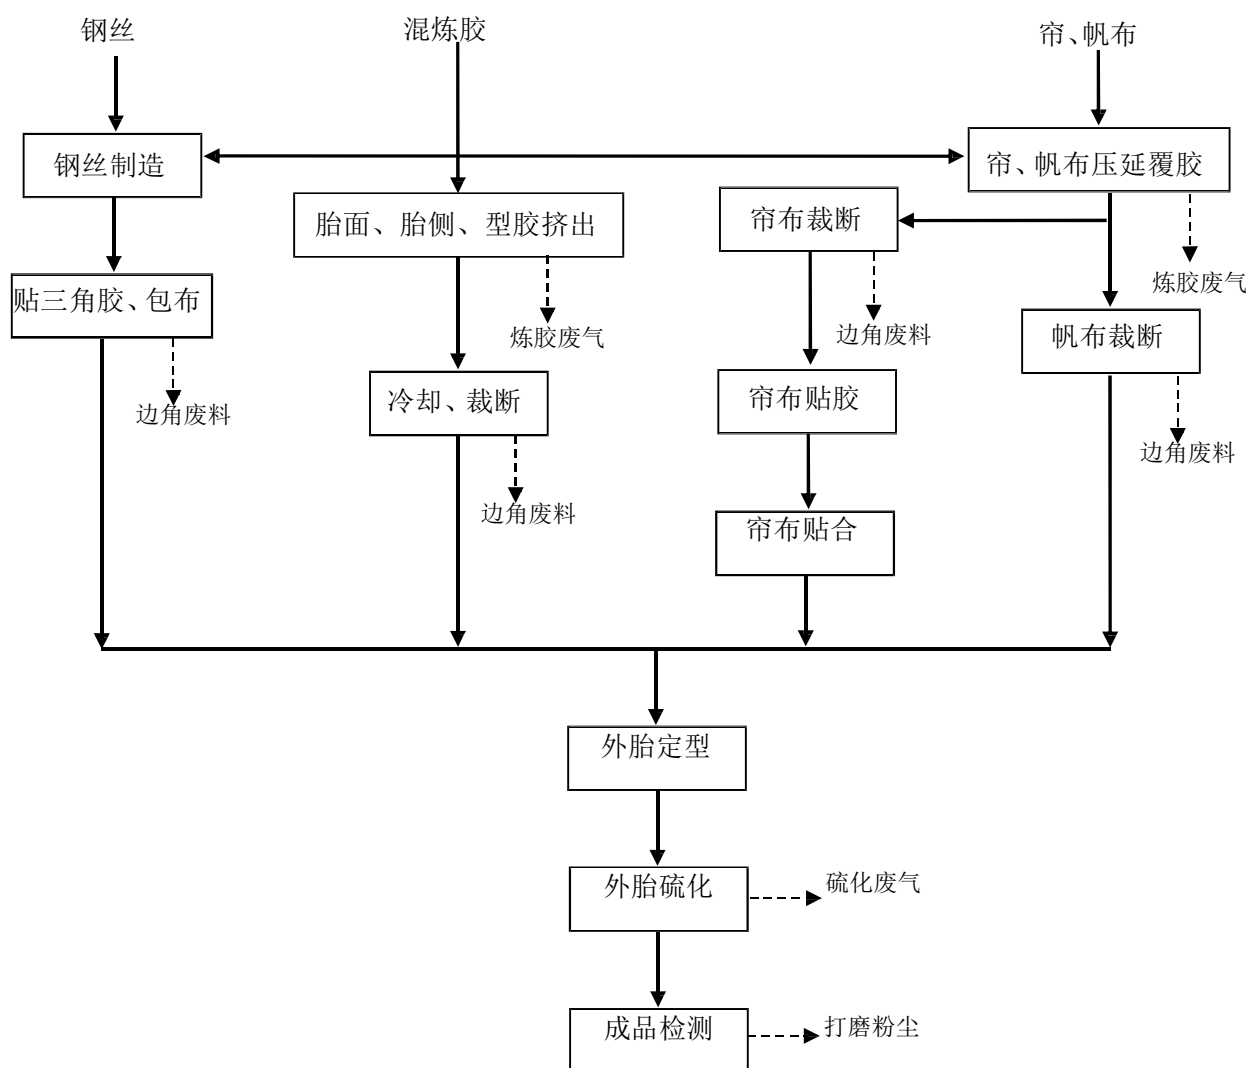 钢丝
混炼胶
帘、帆布
钢丝制造
帘、帆布压延覆胶
胎面、胎侧、型胶挤出
帘布裁断
炼胶废气
贴三角胶、包布
炼胶废气
边角废料
帆布裁断
边角废料
冷却、裁断
帘布贴胶
边角废料
边角废料
帘布贴合
外胎定型
外胎硫化
硫化废气
成品检测
打磨粉尘